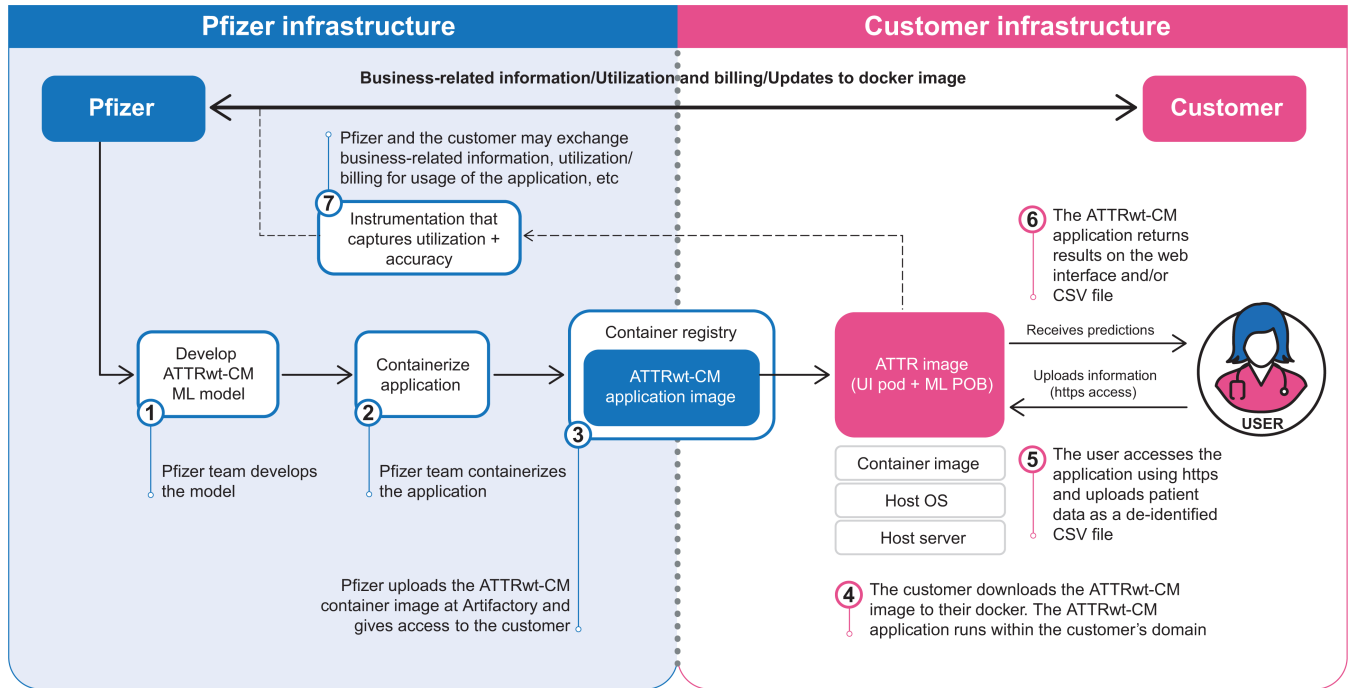 Pfizer infrastructure
Customer infrastructure
Business-related information/Utilization and billing/Updates to docker image
Pfizer
Customer
Pfizer and the customer may exchange
business-related information, utilization/
billing for usage of the application, etc
7
Instrumentation that
captures utilization +
accuracy
6
The ATTRwt-CM
application returns
results on the web
interface and/or
CSV file
Develop
ATTRwt-CM
ML model
1
Pfizer team develops
the model
Containerize
application
2
Pfizer team containerizes
the application
Container registry
ATTRwt-CM
application image
3
Pfizer uploads the ATTRwt-CM
container image at Artifactory and
gives access to the customer
ATTR image
(UI pod + ML POB)
Container image
Host OS
Host server
Receives predictions
Uploads information
(https access)
USER
5
The user accesses the
application using https
and uploads patient
data as a de-identified
CSV file
4
The customer downloads the ATTRwt-CM
image to their docker. The ATTRwt-CM
application runs within the customer’s domain